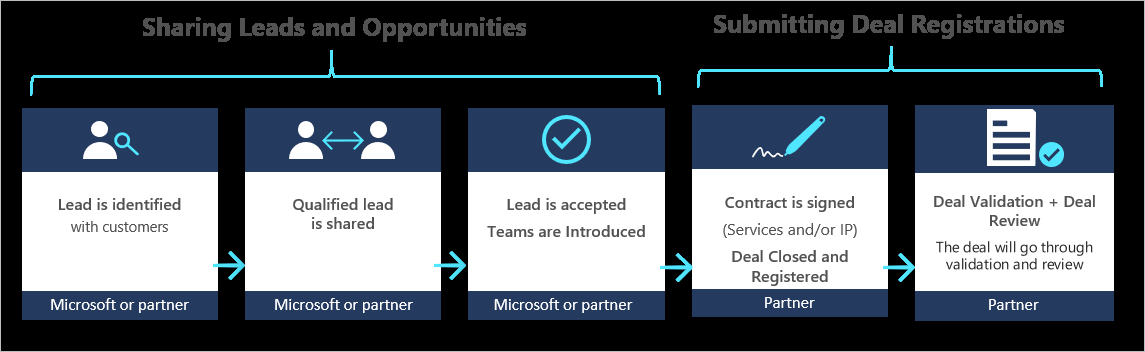 Sharing Leads and Opportunities
Submitting Deal Registrations
Lead is identified
with customers
Microsoft or partner
Qualified lead
is shared
Microsoft or partner
Lead is accepted
Teams are Introduced
Microsoft or partner
Contract is signed
(Services and/or IP)
Deal Closed and
Registered
Partner
Deal Validation + Deal
Review
The deal will go through
validation and review
Partner